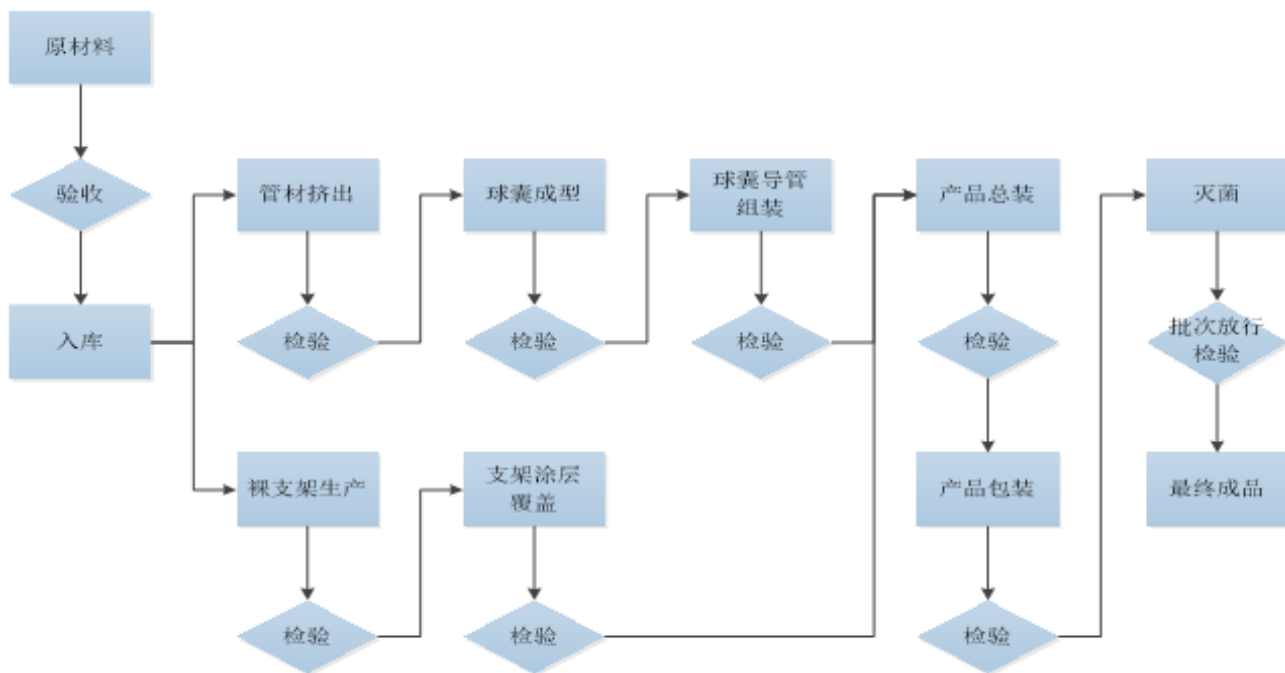 原材料
验收
入库
管材挤出
检验
球囊成型
检验
球囊导管
组装
检验
裸支架生产
检验
支架涂层
覆盖
检验
产品总装
检验
产品包装
检验
灭菌
批次放行
检验
最终成品